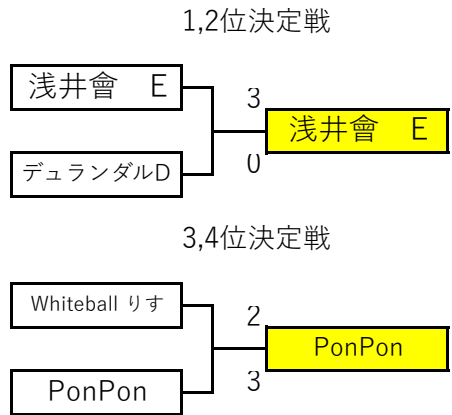 1,2位決定戦
浅井會　E
3
浅井會　E
デュランダルD
0
3,4位決定戦
Whiteball りす
2
PonPon
PonPon
3